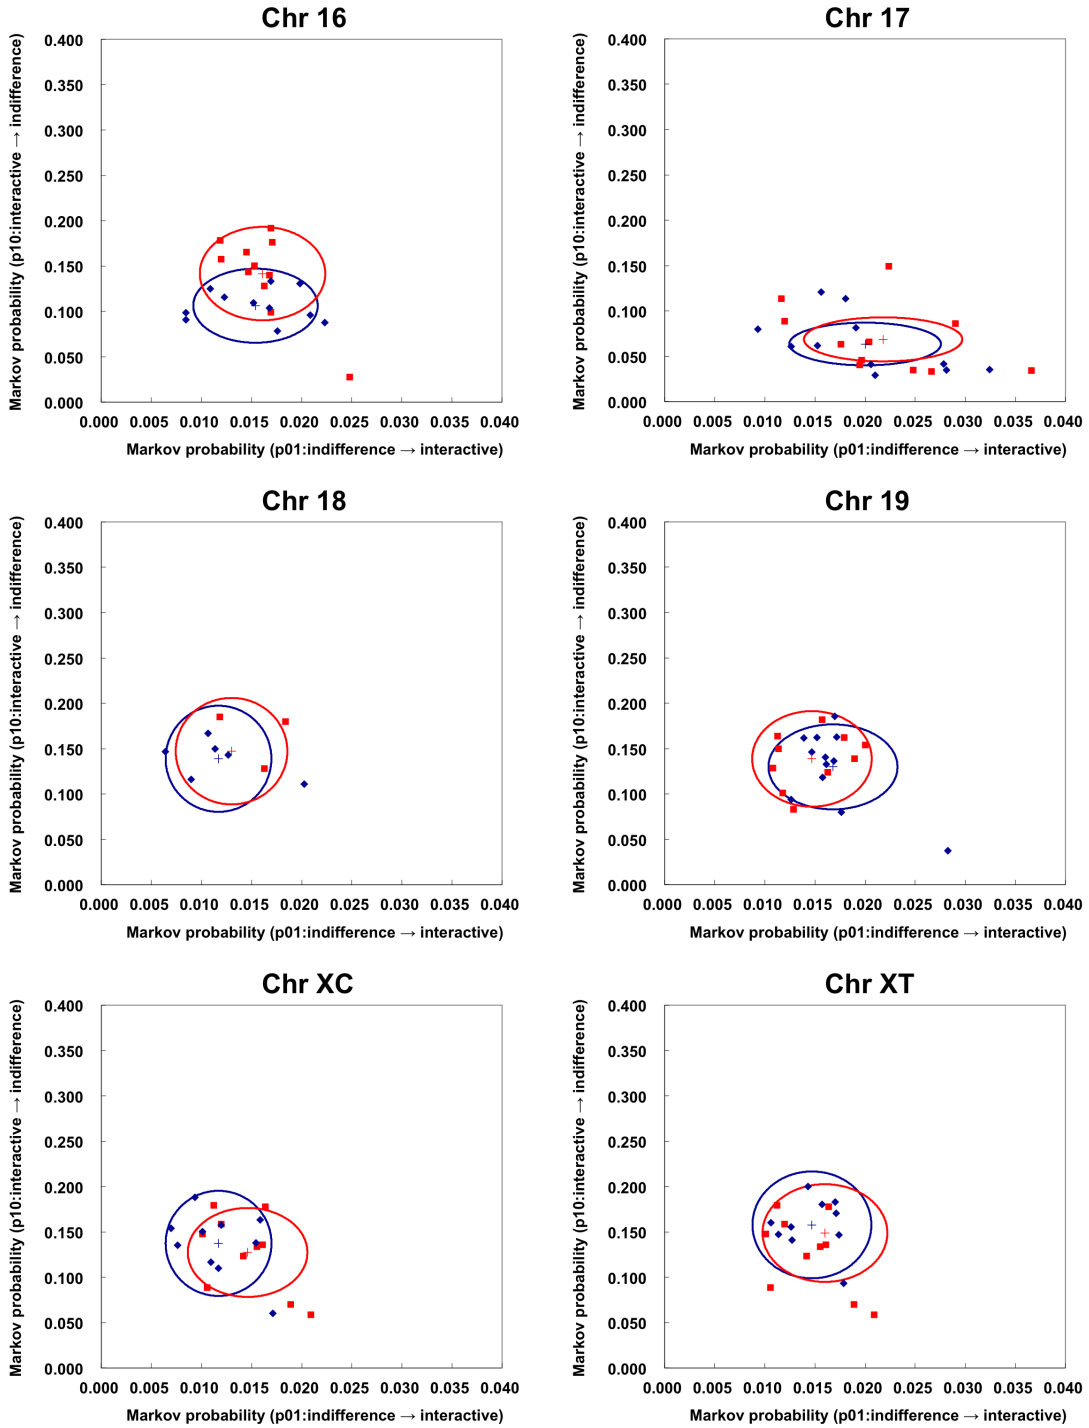 Chr 16
Markov probability (p10:interactive → indifference)
0.400
0.350
0.300
0.250
0.200
0.150
0.100
0.050
0.000
0.000 0.005 0.010 0.015 0.020 0.025 0.030 0.035 0.040
Markov probability (p01:indifference → interactive)
Chr 17
Markov probability (p10:interactive → indifference)
0.400
0.350
0.300
0.250
0.200
0.150
0.100
0.050
0.000
0.000 0.005 0.010 0.015 0.020 0.025 0.030 0.035 0.040
Markov probability (p01:indifference → interactive)
Chr 18
Markov probability (p10:interactive → indifference)
0.400
0.350
0.300
0.250
0.200
0.150
0.100
0.050
0.000
0.000 0.005 0.010 0.015 0.020 0.025 0.030 0.035 0.040
Markov probability (p01:indifference → interactive)
Chr 19
Markov probability (p10:interactive → indifference)
0.400
0.350
0.300
0.250
0.200
0.150
0.100
0.050
0.000
0.000 0.005 0.010 0.015 0.020 0.025 0.030 0.035 0.040
Markov probability (p01:indifference → interactive)
Chr XC
Markov probability (p10:interactive → indifference)
0.400
0.350
0.300
0.250
0.200
0.150
0.100
0.050
0.000
0.000 0.005 0.010 0.015 0.020 0.025 0.030 0.035 0.040
Markov probability (p01:indifference → interactive)
Chr XT
Markov probability (p10:interactive → indifference)
0.400
0.350
0.300
0.250
0.200
0.150
0.100
0.050
0.000
0.000 0.005 0.010 0.015 0.020 0.025 0.030 0.035 0.040
Markov probability (p01:indifference → interactive)